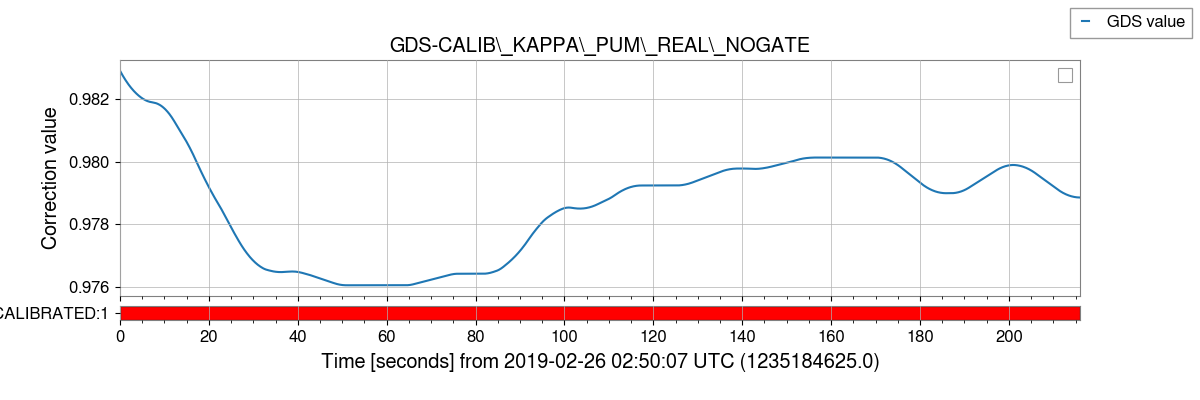 GDS value
GDS-CALIB\_KAPPA\_PUM\_REAL\_NOGATE
Correction value
0.982
0.980
0.978
0.976
CALIBRATED:1
0 20 40 60 80 100 120 140 160 180 200
Time [seconds] from 2019-02-26 02:50:07 UTC (1235184625.0)